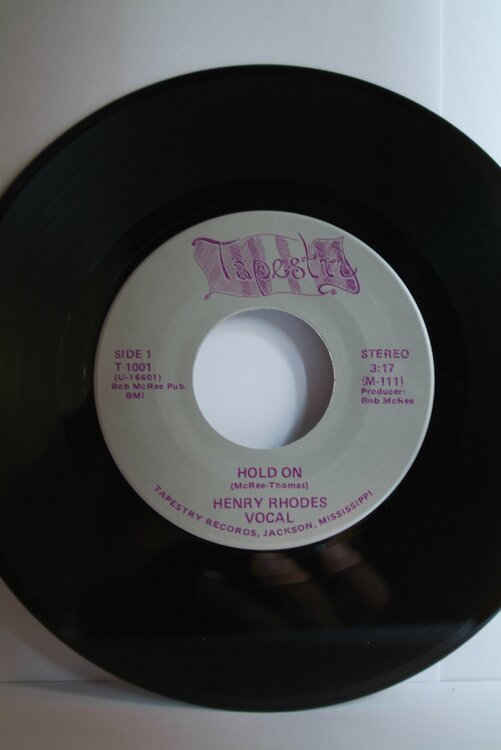 Tapestry
SIDE 1
T-1001
(U-16601)
Bob McRee Pub.
BMI
STEREO
3:17
(M-111)
Producer:
Bob McRee
HOLD ON
(McRee-Thomas)
HENRY RHODES
VOCAL
TAPESTRY RECORDS, JACKSON, MISSISSIPPI